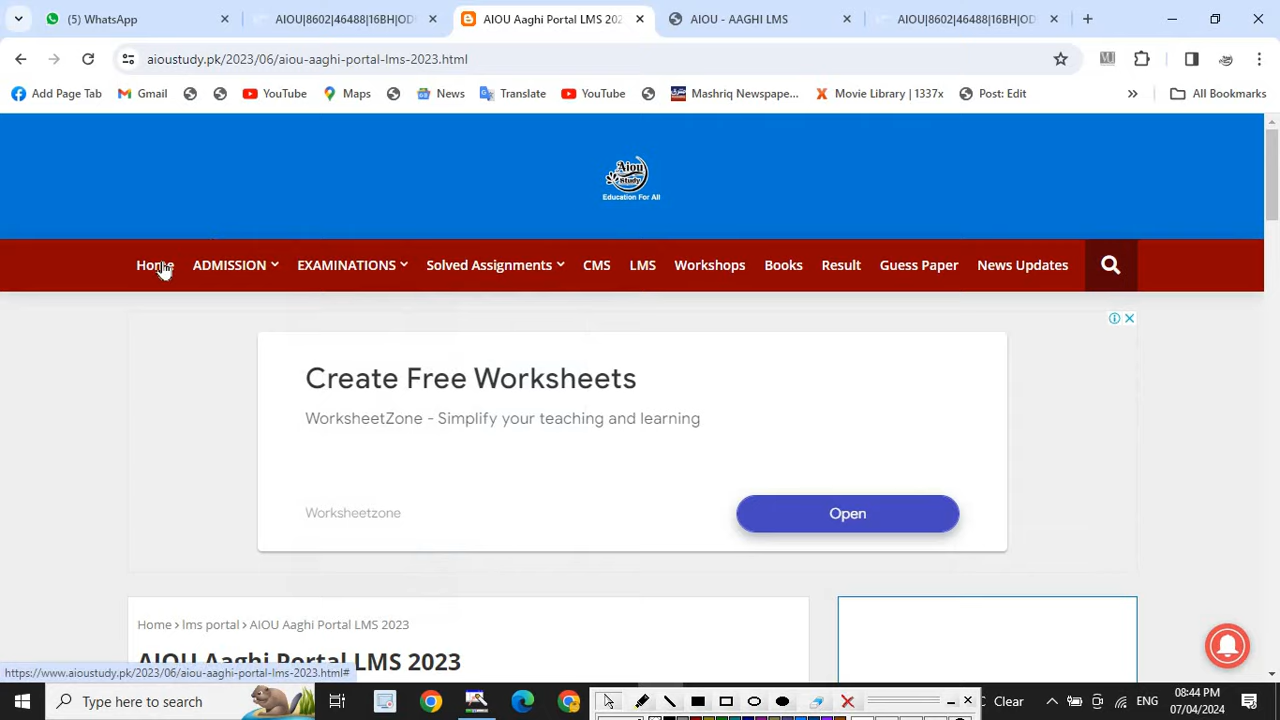 (5) WhatsApp
AIOU|8602|46488|16BH|OD
AIOU Aaghi Portal LMS 202
AIOU - AAGHI LMS
AIOU|8602|46488|16BH|OD
aioustudy.pk/2023/06/aiou-aaghi-portal-lms-2023.html
Add Page Tab
Gmail
YouTube
Maps
News
Translate
YouTube
Mashriq Newspape...
Movie Library | 1337x
Post: Edit
All Bookmarks
Aiou
Study
Education For All
Home
ADMISSION
EXAMINATIONS
Solved Assignments
CMS
LMS
Workshops
Books
Result
Guess Paper
News Updates
Create Free Worksheets
WorksheetZone - Simplify your teaching and learning
Worksheetzone
Open
Home > lms portal > AIOU Aaghi Portal LMS 2023
AIOU Aaghi Portal LMS 2023
https://www.aioustudy.pk/2023/06/aiou-aaghi-portal-lms-2023.html#
Type here to search
Clear
ENG
08:44 PM
07/04/2024